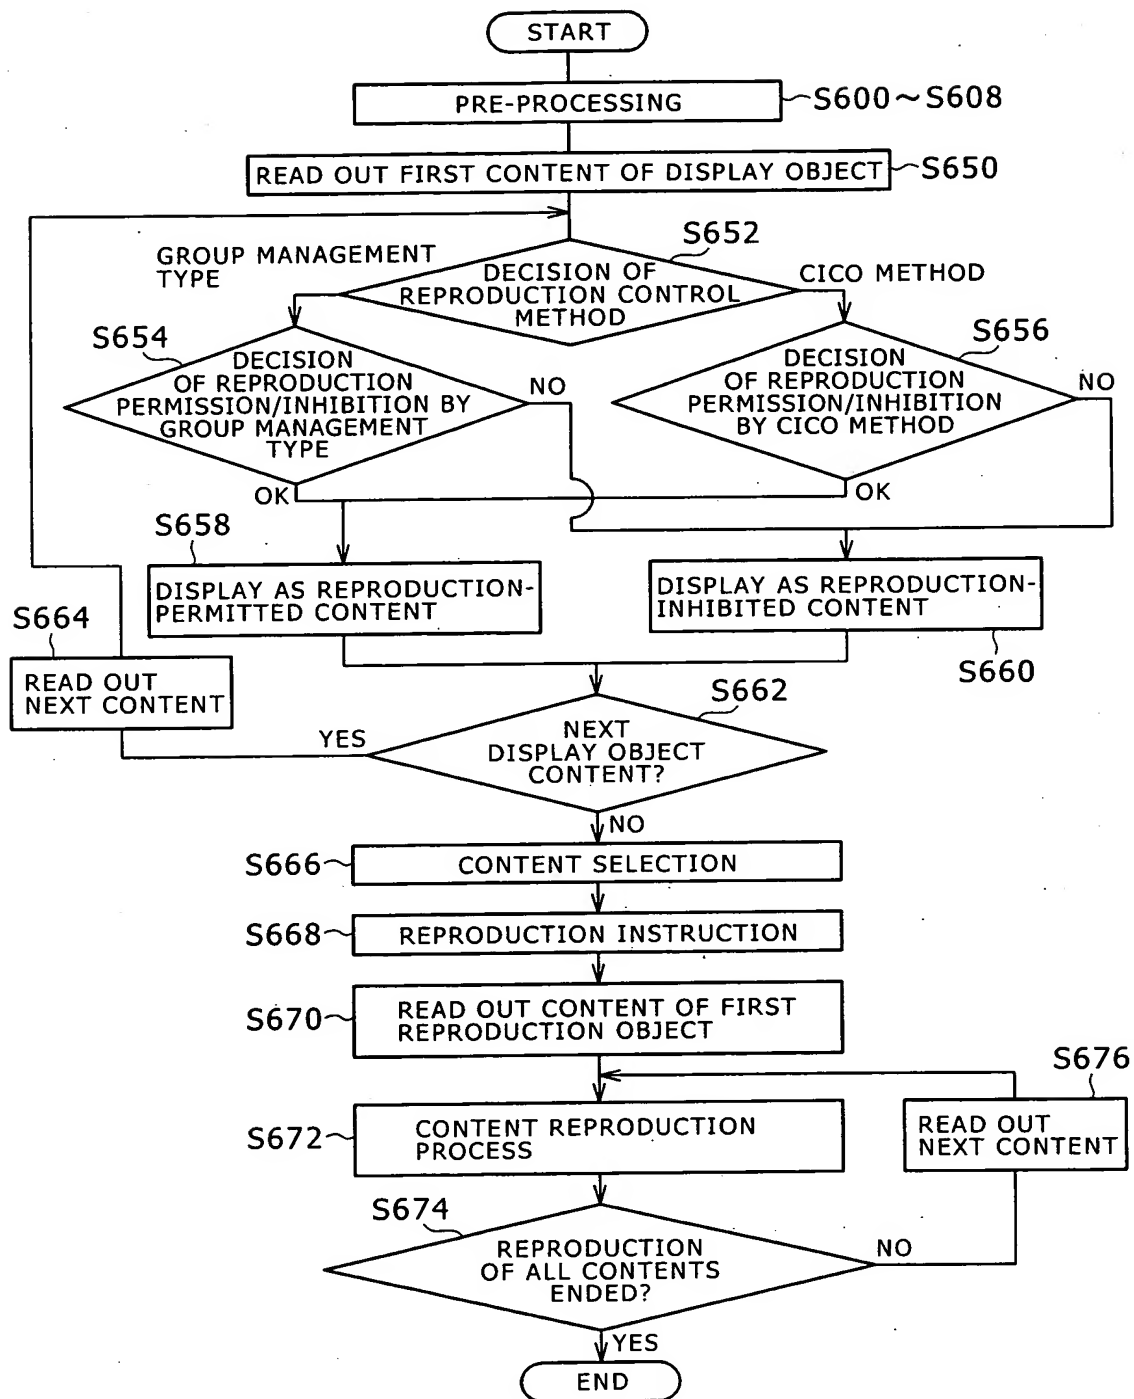 START
PRE-PROCESSING
S600~S608
READ OUT FIRST CONTENT OF DISPLAY OBJECT
S650
S652
GROUP MANAGEMENT
TYPE
DECISION OF
REPRODUCTION CONTROL
METHOD
CICO METHOD
S654
DECISION
OF REPRODUCTION
PERMISSION/INHIBITION BY
GROUP MANAGEMENT
TYPE
NO
OK
S656
DECISION
OF REPRODUCTION
PERMISSION/INHIBITION
BY CICO METHOD
NO
OK
S658
DISPLAY AS REPRODUCTION-
PERMITTED CONTENT
DISPLAY AS REPRODUCTION-
INHIBITED CONTENT
S660
S664
READ OUT
NEXT CONTENT
S662
YES
NEXT
DISPLAY OBJECT
CONTENT?
NO
S666
CONTENT SELECTION
S668
REPRODUCTION INSTRUCTION
S670
READ OUT CONTENT OF FIRST
REPRODUCTION OBJECT
S676
READ OUT
NEXT CONTENT
S672
CONTENT REPRODUCTION
PROCESS
S674
REPRODUCTION
OF ALL CONTENTS
ENDED?
NO
YES
END